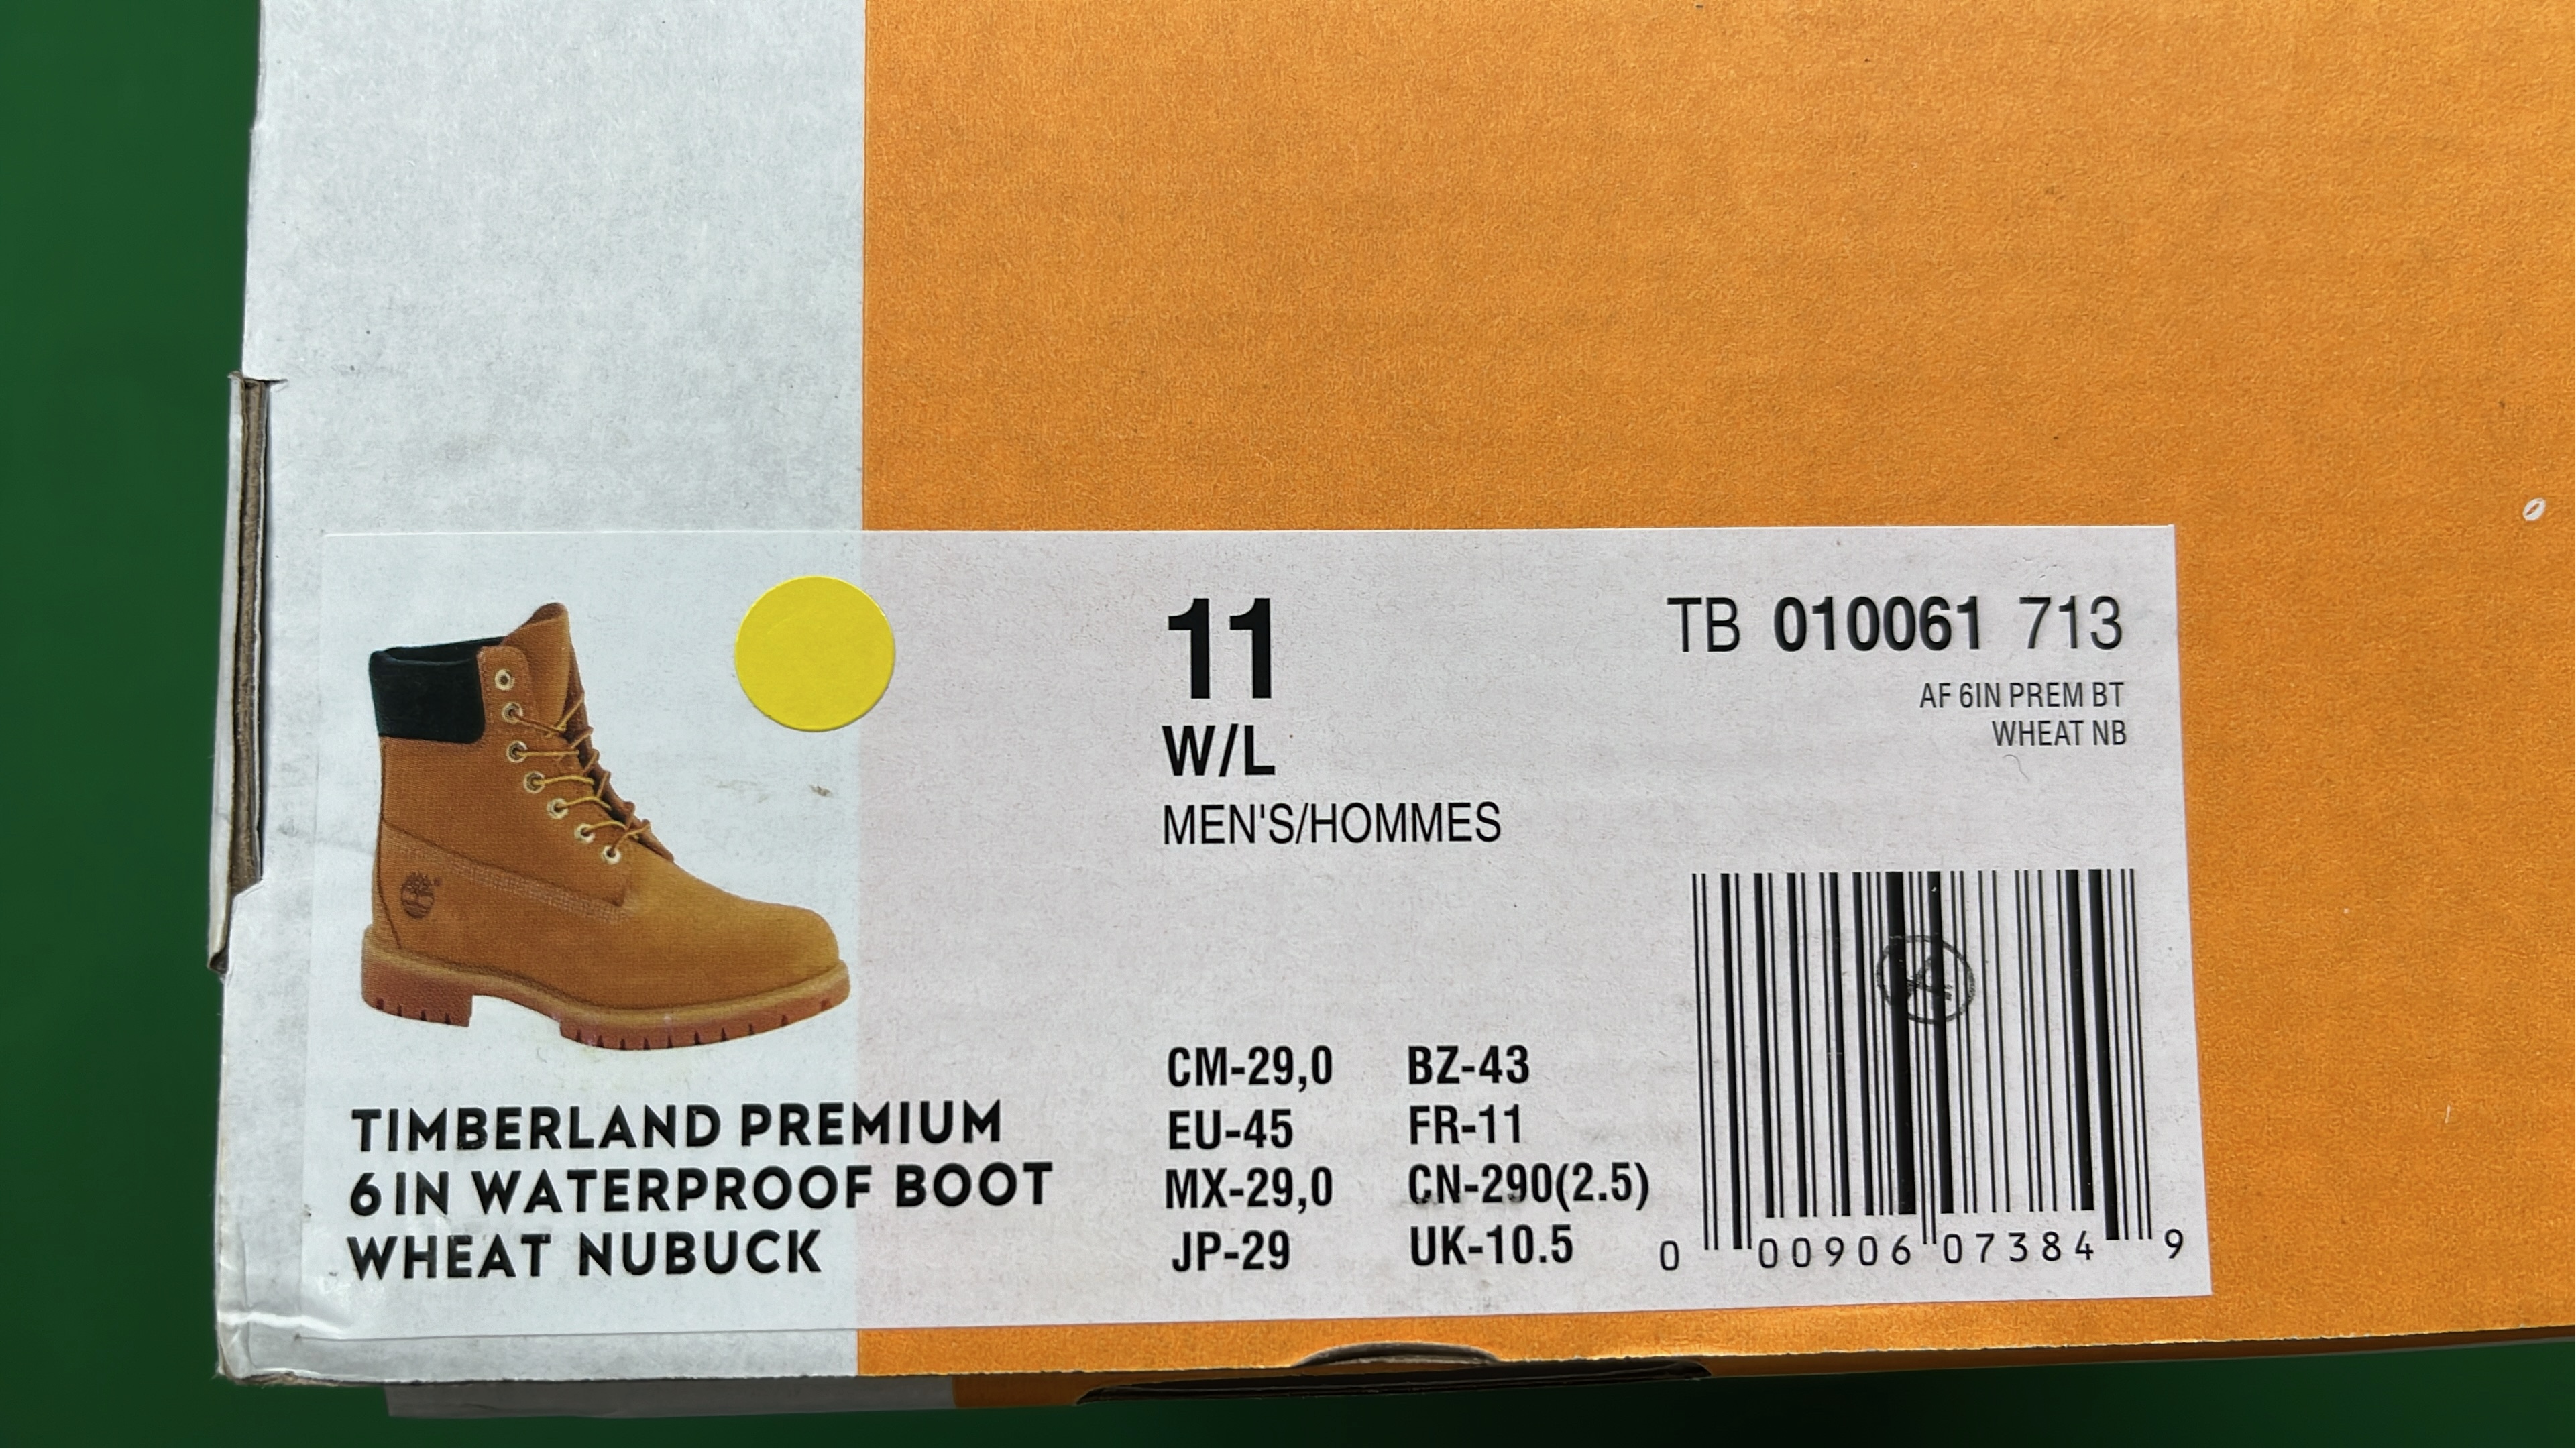 11
W/L
MEN'S/HOMMES
TB 010061 713
AF 6IN PREM BT
WHEAT NB
TIMBERLAND PREMIUM
6 IN WATERPROOF BOOT
WHEAT NUBUCK
CM-29,0 BZ-43
EU-45 FR-11
MX-29,0 CN-290(2.5)
JP-29 UK-10.5
0 00906 07384 9